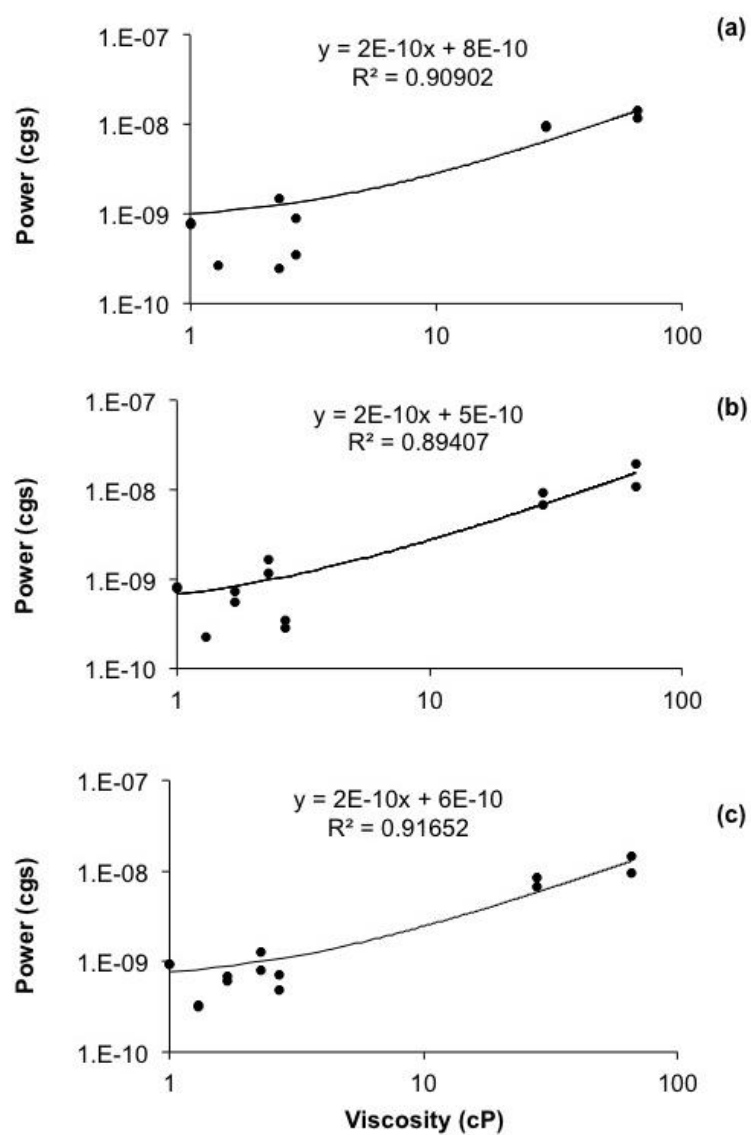 (a)
y = 2E-10x + 8E-10
R² = 0.90902
Power (cgs)
1.E-07
1.E-08
1.E-09
1.E-10
1 10 100
(b)
y = 2E-10x + 5E-10
R² = 0.89407
Power (cgs)
1.E-07
1.E-08
1.E-09
1.E-10
1 10 100
(c)
y = 2E-10x + 6E-10
R² = 0.91652
Power (cgs)
1.E-07
1.E-08
1.E-09
1.E-10
1 10 100
Viscosity (cP)